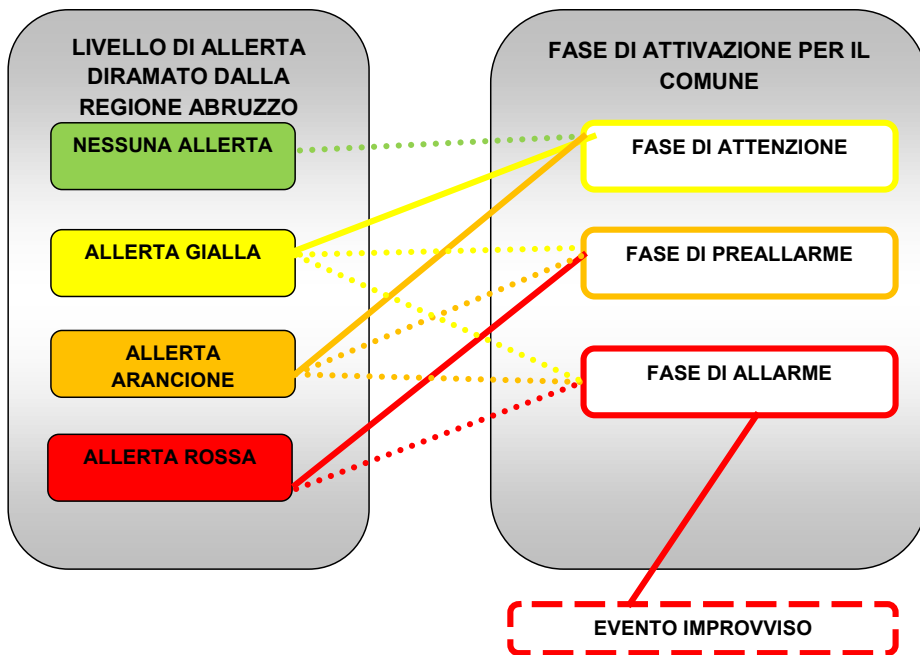 LIVELLO DI ALLERTA
DIRAMATO DALLA
REGIONE ABRUZZO
NESSUNA ALLERTA
ALLERTA GIALLA
ALLERTA
ARANCIONE
ALLERTA ROSSA
FASE DI ATTIVAZIONE PER IL
COMUNE
FASE DI ATTENZIONE
FASE DI PREALLARME
FASE DI ALLARME
EVENTO IMPROVVISO